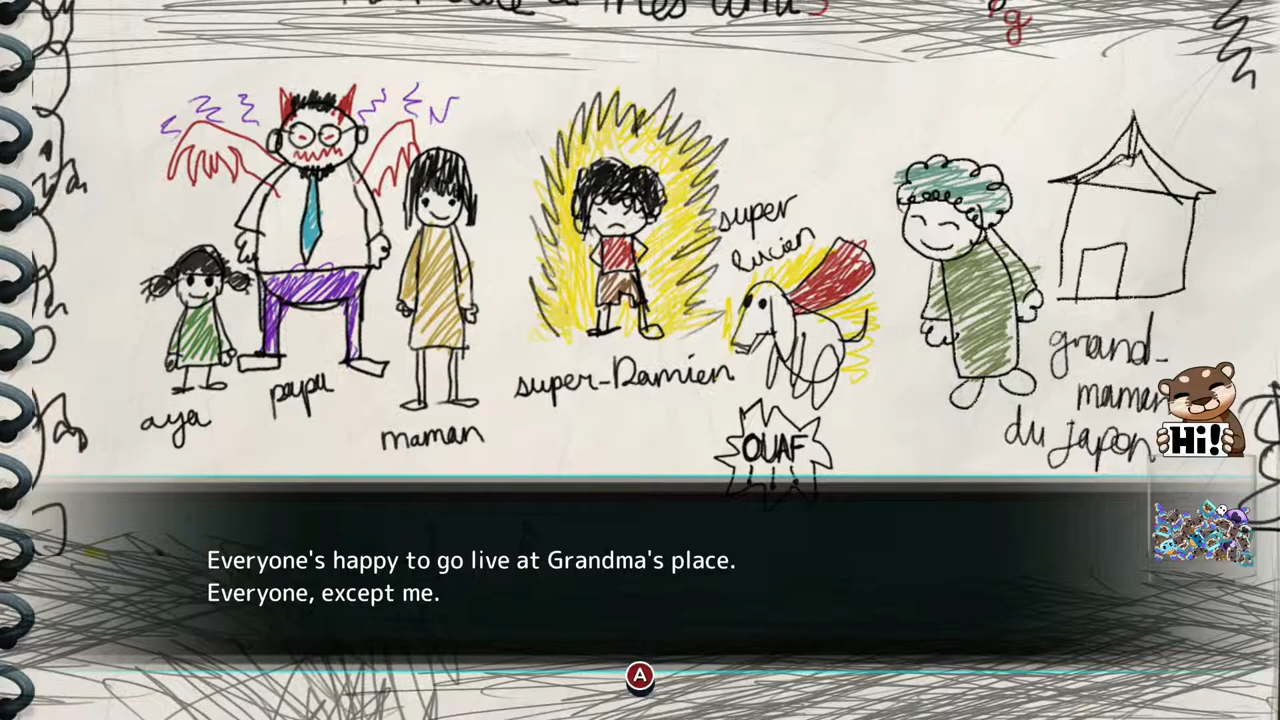 super
Lucien
aya
papa
maman
super-Damien
OUAF
grand-
maman
du japon
Hi!
Everyone's happy to go live at Grandma's place.
Everyone, except me.
A